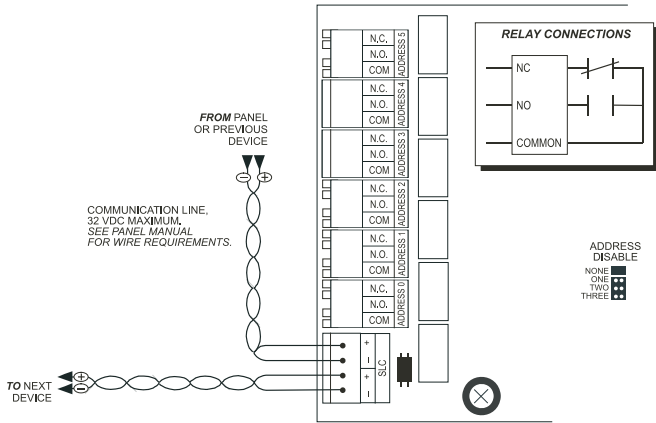 RELAY CONNECTIONS
NC
NO
COMMON
N.C.
N.O.
COM
ADDRESS 5
N.C.
N.O.
COM
ADDRESS 4
N.C.
N.O.
COM
ADDRESS 3
N.C.
N.O.
COM
ADDRESS 2
N.C.
N.O.
COM
ADDRESS 1
N.C.
N.O.
COM
ADDRESS 0
+
–
+
–
SLC
FROM PANEL
OR PREVIOUS
DEVICE
– +
COMMUNICATION LINE,
32 VDC MAXIMUM.
SEE PANEL MANUAL
FOR WIRE REQUIREMENTS.
TO NEXT
DEVICE
+
–
ADDRESS
DISABLE
NONE
ONE
TWO
THREE